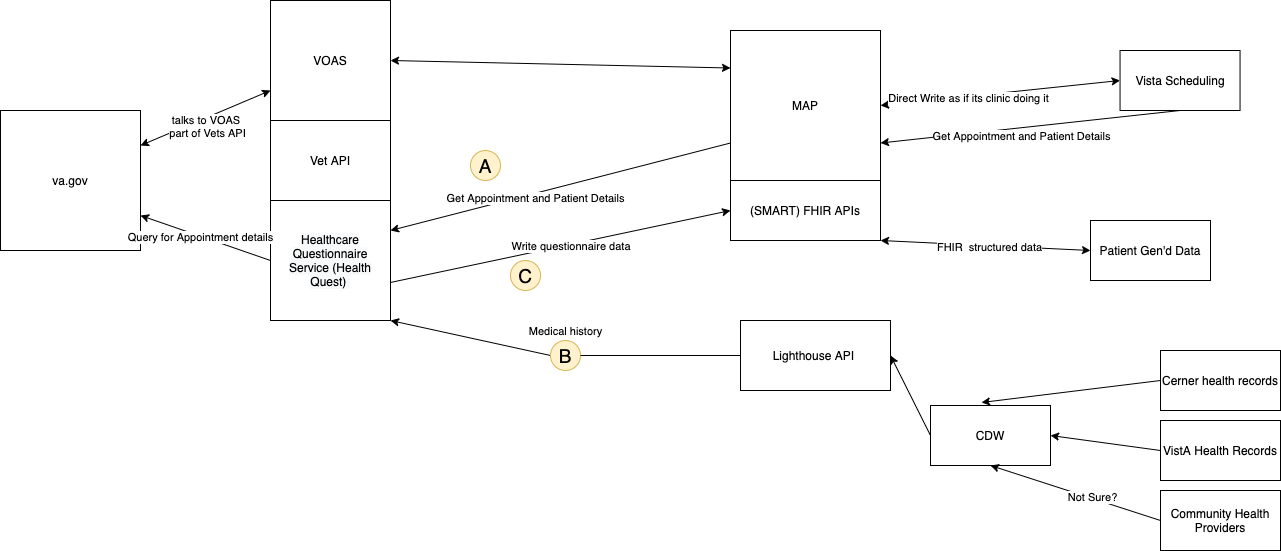 VOAS
MAP
Vista Scheduling
Direct Write as if its clinic doing it
talks to VOAS
part of Vets API
Get Appointment and Patient Details
va.gov
Vet API
A
Get Appointment and Patient Details
(SMART) FHIR APIs
Query for Appointment details
Healthcare
Questionnaire
Service (Health
Quest)
Write questionnaire data
C
FHIR  structured data
Patient Gen'd Data
Medical history
B
Lighthouse API
Cerner health records
CDW
VistA Health Records
Not Sure?
Community Health
Providers